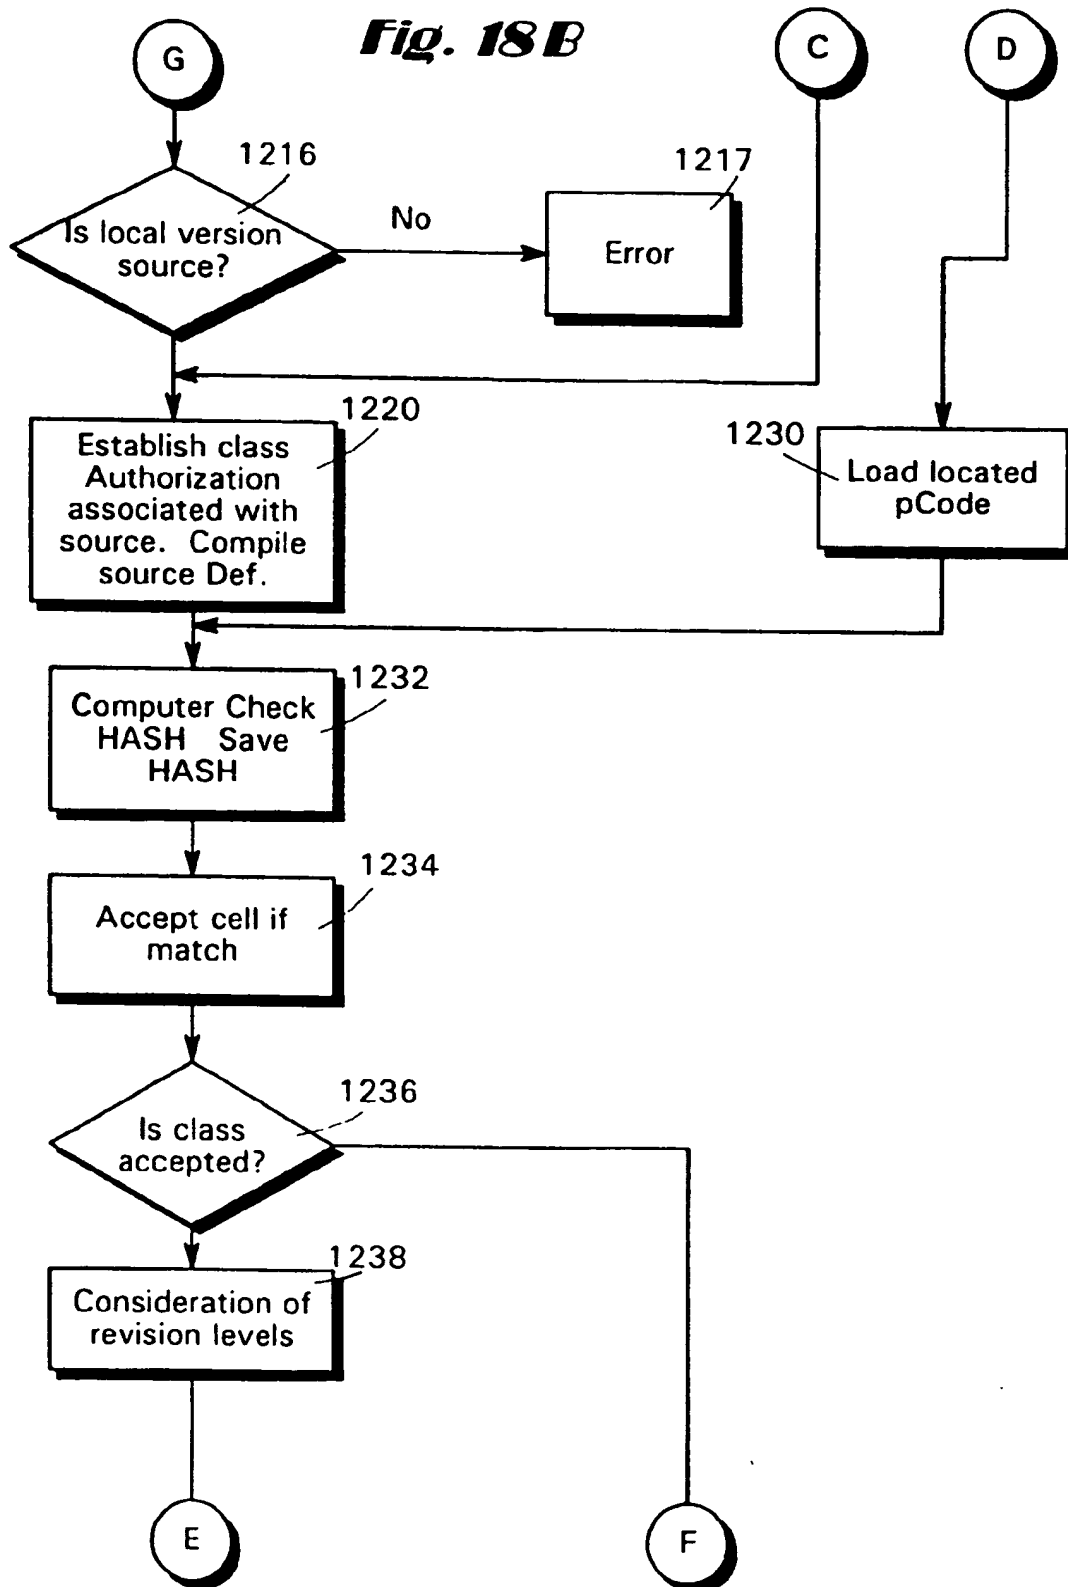 Fig. 18B
G
C
D
1216
Is local version
source?
No
1217
Error
1220
Establish class
Authorization
associated with
source. Compile
source Def.
1230
Load located
pCode
1232
Computer Check
HASH Save
HASH
1234
Accept cell if
match
1236
Is class
accepted?
1238
Consideration of
revision levels
E
F